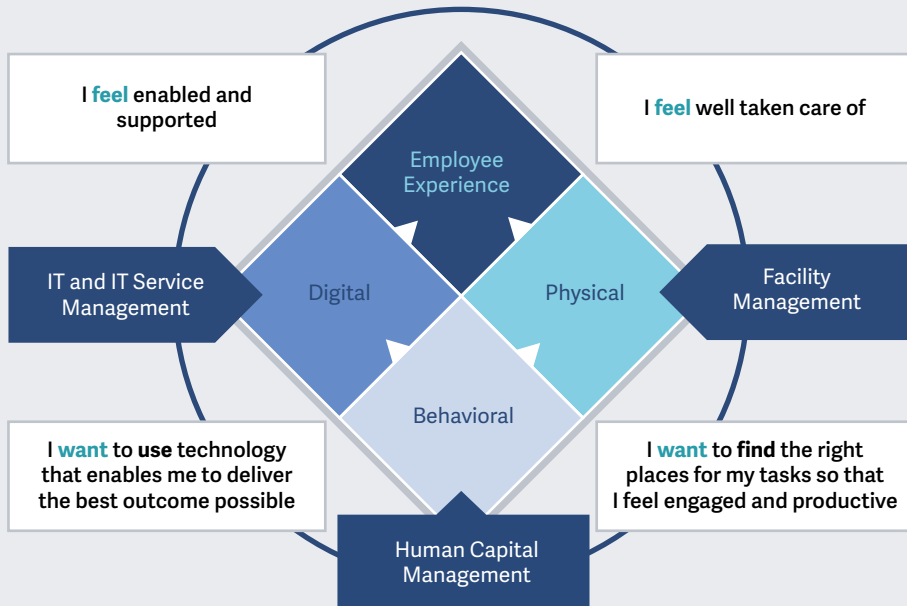 I feel enabled and
supported
I feel well taken care of
Employee
Experience
IT and IT Service
Management
Digital
Physical
Facility
Management
Behavioral
I want to use technology
that enables me to deliver
the best outcome possible
I want to find the right
places for my tasks so that
I feel engaged and productive
Human Capital
Management